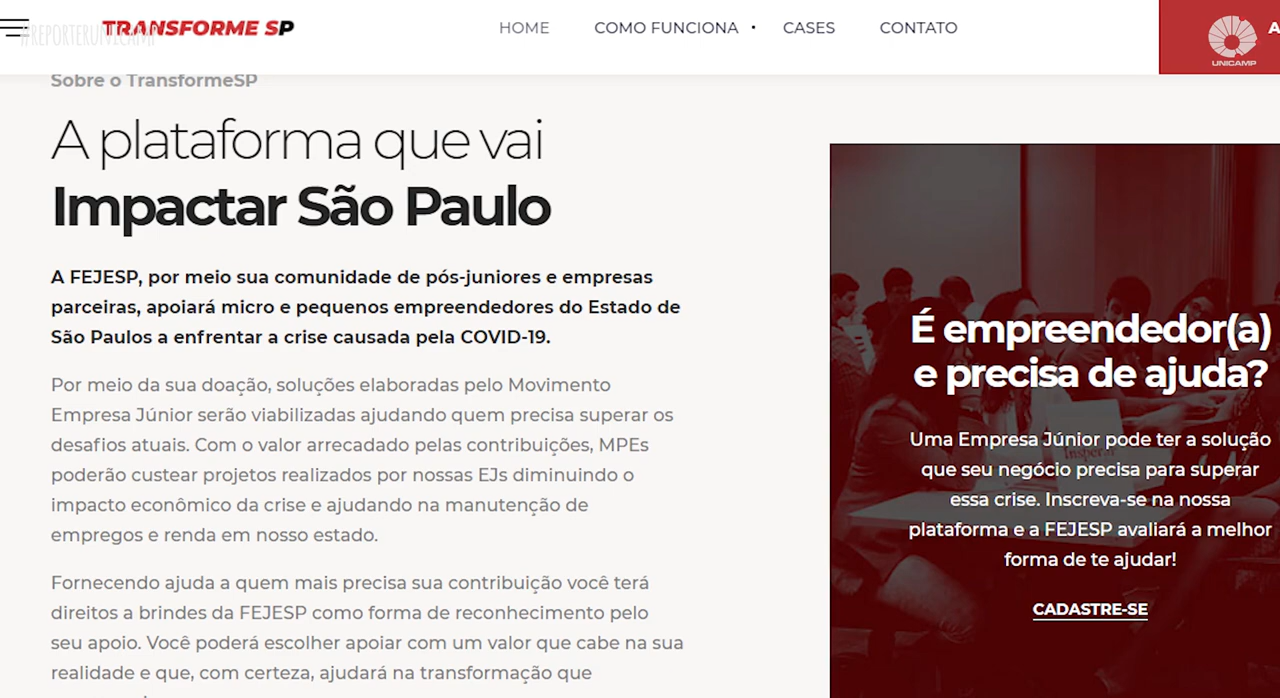 #REPORTERUNICAMP
TRANSFORME SP
HOME
COMO FUNCIONA
CASES
CONTATO
UNICAMP
Sobre o TransformeSP
A plataforma que vai
Impactar São Paulo
A FEJESP, por meio sua comunidade de pós-juniores e empresas
parceiras, apoiará micro e pequenos empreendedores do Estado de
São Paulos a enfrentar a crise causada pela COVID-19.
Por meio da sua doação, soluções elaboradas pelo Movimento
Empresa Júnior serão viabilizadas ajudando quem precisa superar os
desafios atuais. Com o valor arrecadado pelas contribuições, MPEs
poderão custear projetos realizados por nossas EJs diminuindo o
impacto econômico da crise e ajudando na manutenção de
empregos e renda em nosso estado.
Fornecendo ajuda a quem mais precisa sua contribuição você terá
direitos a brindes da FEJESP como forma de reconhecimento pelo
seu apoio. Você poderá escolher apoiar com um valor que cabe na sua
realidade e que, com certeza, ajudará na transformação que
É empreendedor(a)
e precisa de ajuda?
Uma Empresa Júnior pode ter a solução
que seu negócio precisa para superar
essa crise. Inscreva-se na nossa
plataforma e a FEJESP avaliará a melhor
forma de te ajudar!
CADASTRE-SE
Insper